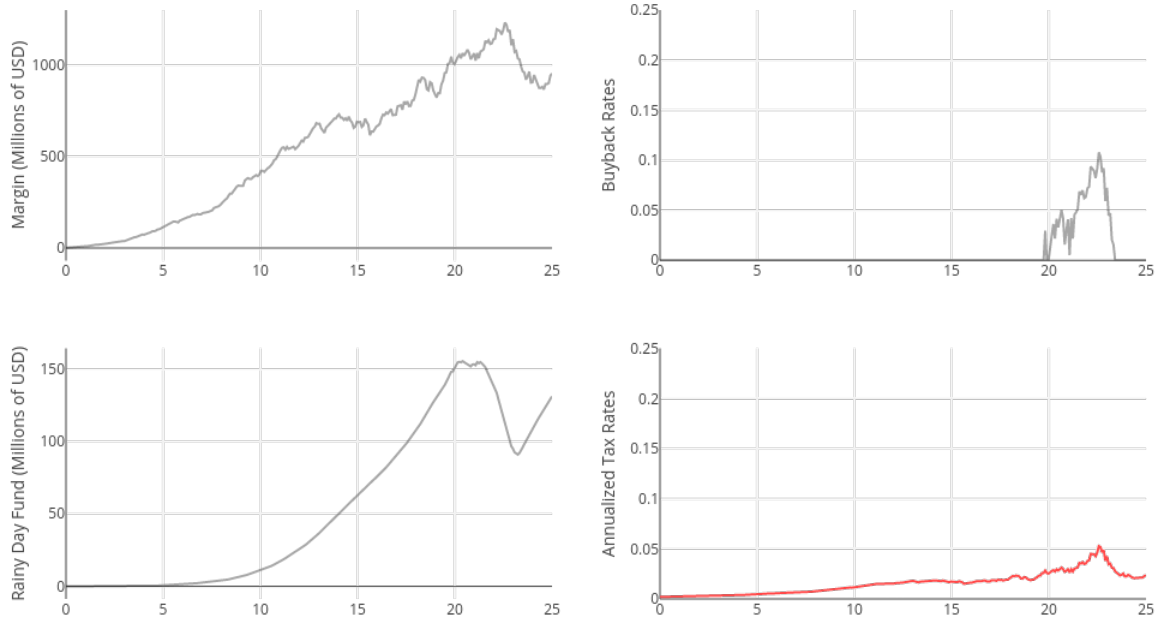 Margin (Millions of USD)
1000
500
0
0 5 10 15 20 25
Buyback Rates
0.25
0.2
0.15
0.1
0.05
0
0 5 10 15 20 25
Rainy Day Fund (Millions of USD)
150
100
50
0
0 5 10 15 20 25
Annualized Tax Rates
0.25
0.2
0.15
0.1
0.05
0
0 5 10 15 20 25